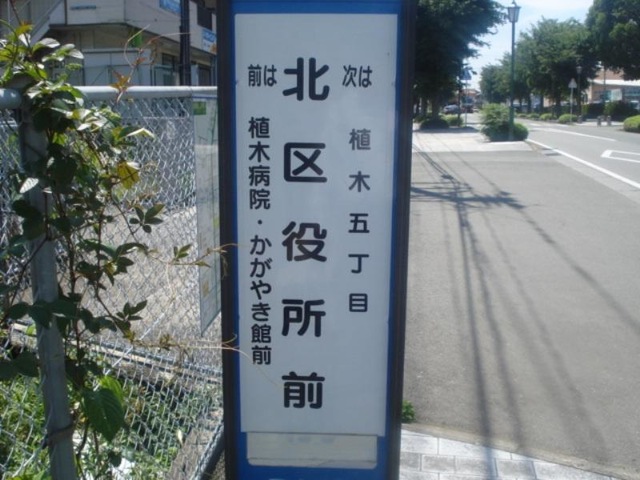 次は
植木五丁目
北区役所前
前は
植木病院・かがやき館前